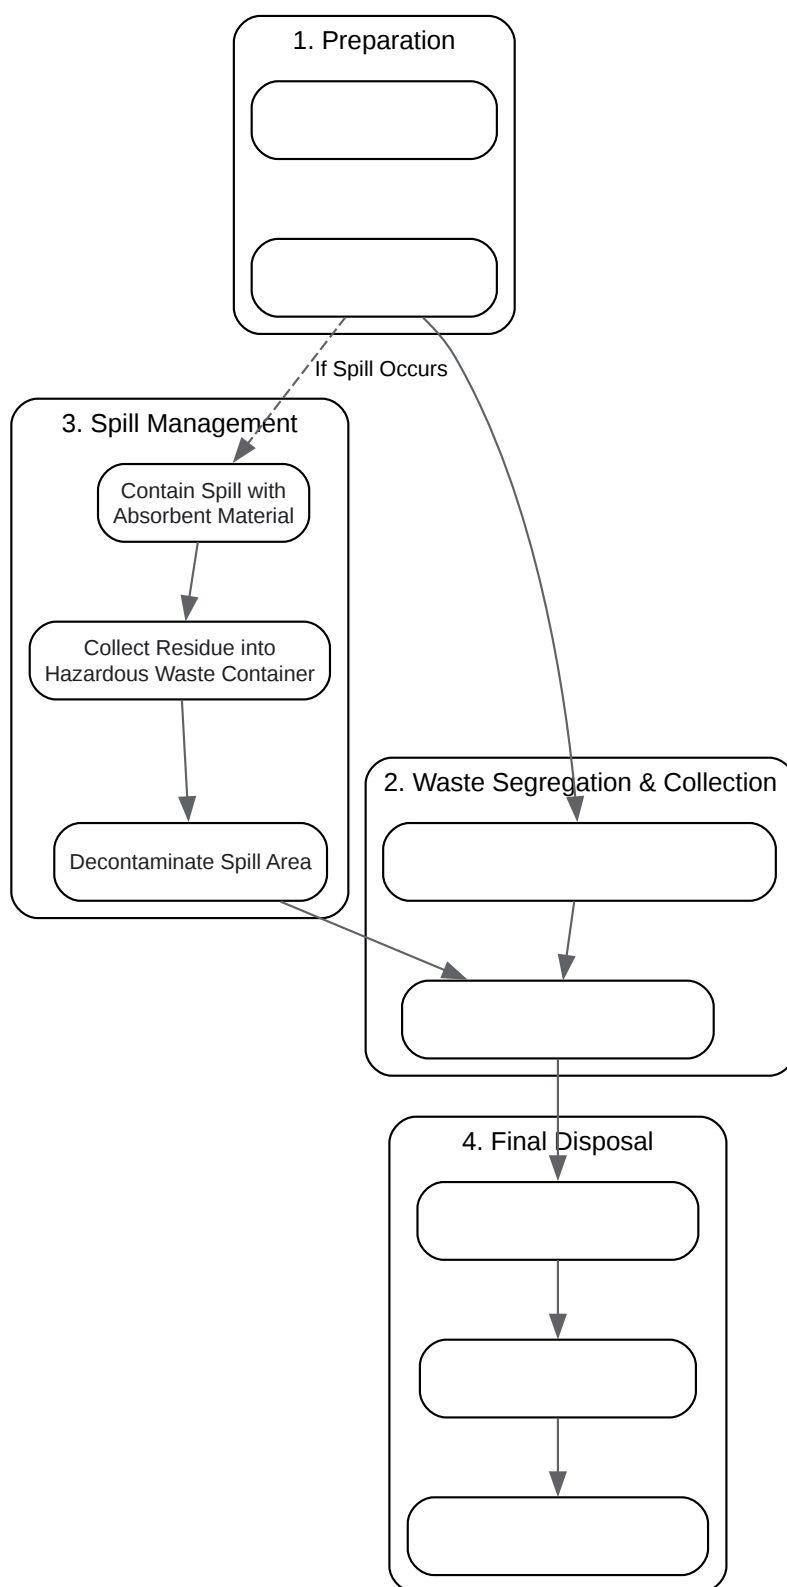 1. Preparation
If Spill Occurs
3. Spill Management
Contain Spill with
Absorbent Material
Collect Residue into
Hazardous Waste Container
Decontaminate Spill Area
2. Waste Segregation & Collection
4. Final Disposal